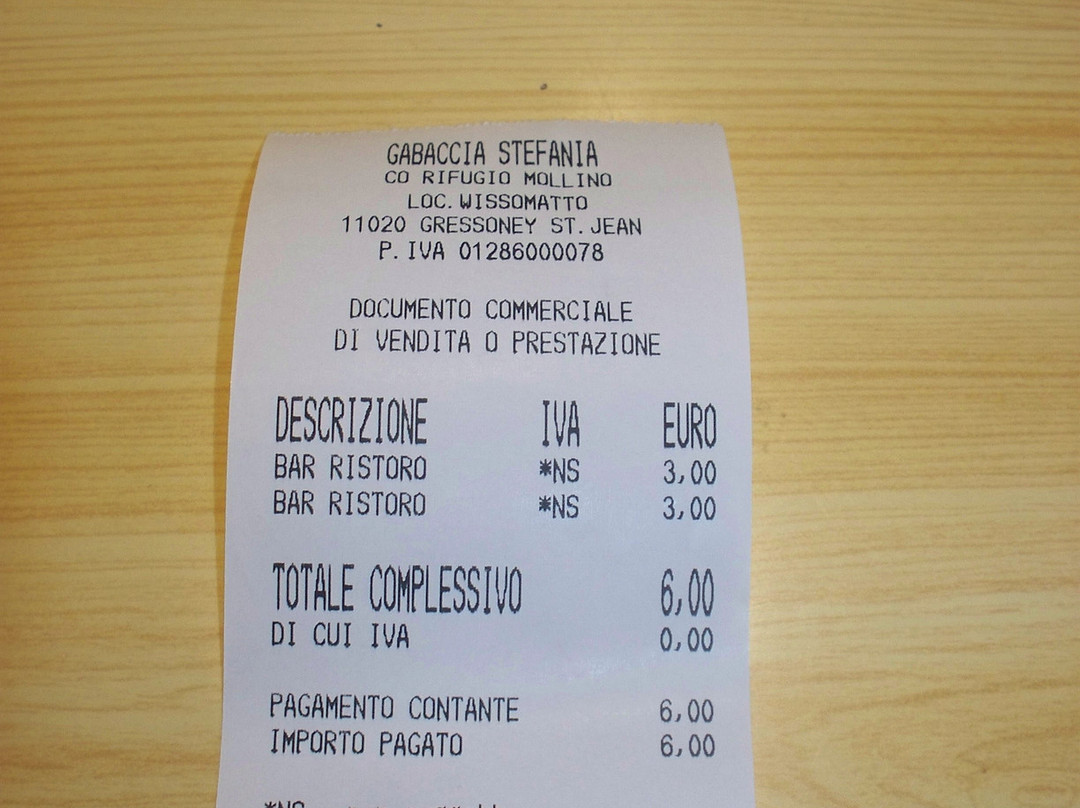 GABACCIA STEFANIA
CO RIFUGIO MOLLINO
LOC. WISSOMATTO
11020 GRESSONEY ST. JEAN
P. IVA 01286000078
DOCUMENTO COMMERCIALE
DI VENDITA O PRESTAZIONE
DESCRIZIONE IVA EURO
BAR RISTORO *NS 3,00
BAR RISTORO *NS 3,00
TOTALE COMPLESSIVO 6,00
DI CUI IVA 0,00
PAGAMENTO CONTANTE 6,00
IMPORTO PAGATO 6,00
*NS